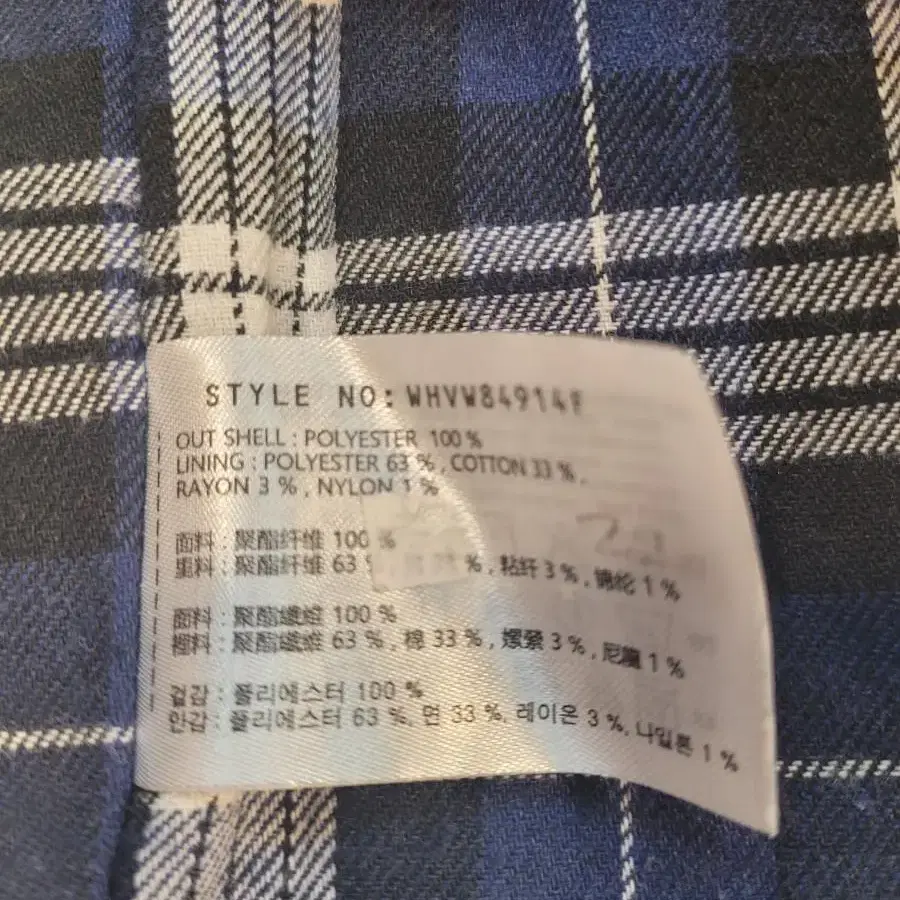 STYLE NO: WHVW84914F
OUT SHELL : POLYESTER 100 %
LINING : POLYESTER 63 % , COTTON 33 % ,
RAYON 3 % , NYLON 1 %
面料 : 聚酯纤维 100 %
里料 : 聚酯纤维 63 % , 粘纤 3 % , 锦纶 1 %
面料 : 聚酯纖維 100 %
裡料 : 聚酯纖維 63 % , 棉 33 % , 嫘縈 3 % , 尼龍 1 %
겉감 : 폴리에스터 100 %
안감 : 폴리에스터 63 %, 면 33 %, 레이온 3 %, 나일론 1 %